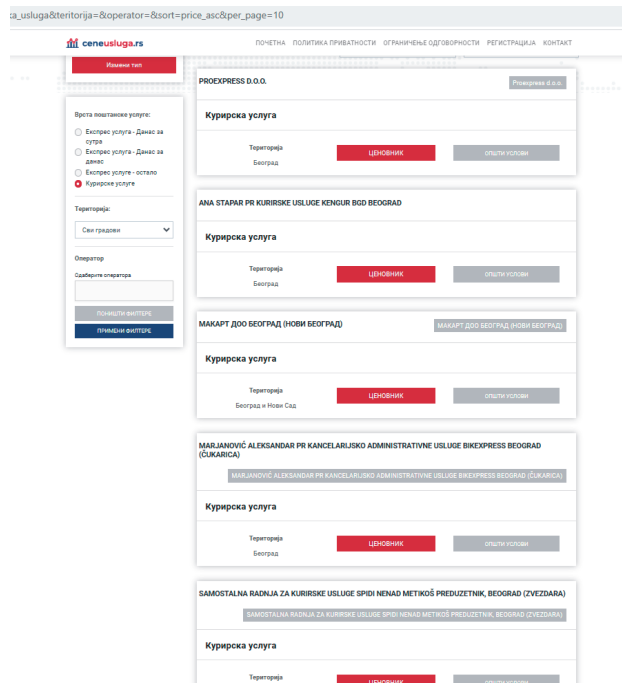 ka_usluga&teritorija=&operator=&sort=price_asc&per_page=10
ceneusluga.rs
ПОЧЕТНА ПОЛИТИКА ПРИВАТНОСТИ ОГРАНИЧЕЊЕ ОДГОВОРНОСТИ РЕГИСТРАЦИЈА КОНТАКТ
Измени тип
Врста поштанске услуге:
Експрес услуга - Данас за
сутра
Експрес услуга - Данас за
данас
Експрес услуге - остало
Курирске услуге
Територија:
Сви градови
Оператор
Одаберите оператора
ПОНИШТИ ФИЛТЕРЕ
ПРИМЕНИ ФИЛТЕРЕ
PROEXPRESS D.O.O.
Proexpress d.o.o.
Курирска услуга
Територија
Београд
ЦЕНОВНИК
ОПШТИ УСЛОВИ
ANA STAPAR PR KURIRSKE USLUGE KENGUR BGD BEOGRAD
Курирска услуга
Територија
Београд
ЦЕНОВНИК
ОПШТИ УСЛОВИ
МАКАРТ ДОО БЕОГРАД (НОВИ БЕОГРАД)
МАКАРТ ДОО БЕОГРАД (НОВИ БЕОГРАД)
Курирска услуга
Територија
Београд и Нови Сад
ЦЕНОВНИК
ОПШТИ УСЛОВИ
MARJANOVIĆ ALEKSANDAR PR KANCELARIJSKO ADMINISTRATIVNE USLUGE BIKEXPRESS BEOGRAD
(ČUKARICA)
MARJANOVIĆ ALEKSANDAR PR KANCELARIJSKO ADMINISTRATIVNE USLUGE BIKEXPRESS BEOGRAD (ČUKARICA)
Курирска услуга
Територија
Београд
ЦЕНОВНИК
ОПШТИ УСЛОВИ
SAMOSTALNA RADNJA ZA KURIRSKE USLUGE SPIDI NENAD METIKOŠ PREDUZETNIK, BEOGRAD (ZVEZDARA)
SAMOSTALNA RADNJA ZA KURIRSKE USLUGE SPIDI NENAD METIKOŠ PREDUZETNIK, BEOGRAD (ZVEZDARA)
Курирска услуга
Територија
ЦЕНОВНИК
ОПШТИ УСЛОВИ